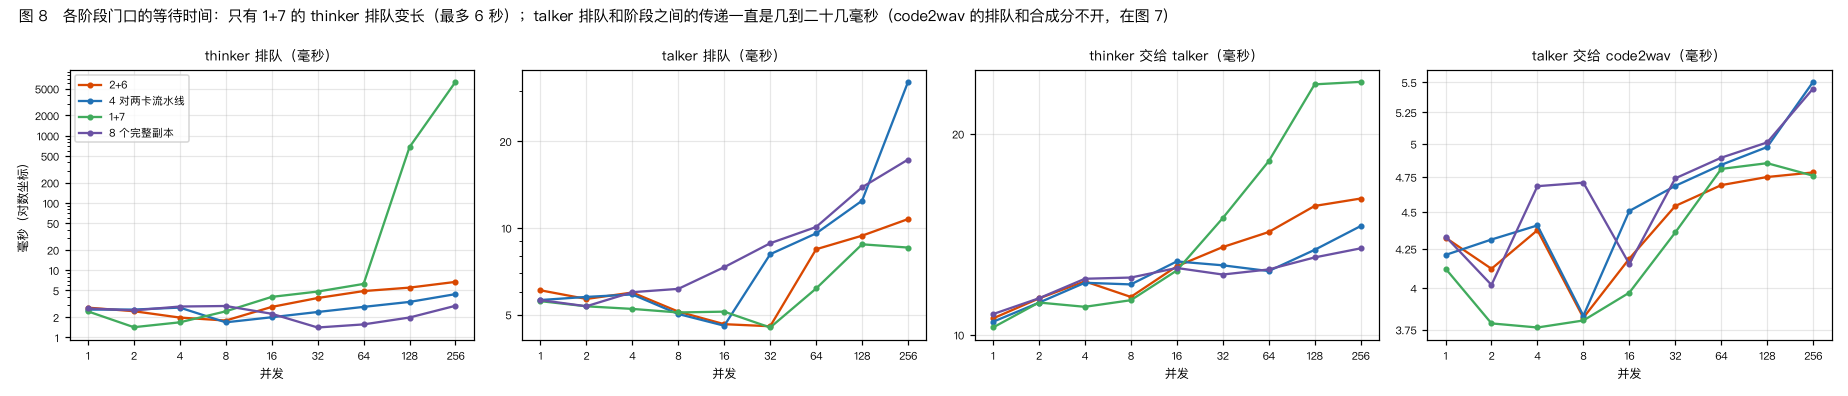 图 8　各阶段门口的等待时间：只有 1+7 的 thinker 排队变长（最多 6 秒）；talker 排队和阶段之间的传递一直是几到二十几毫秒（code2wav 的排队和合成分不开，在图 7）
thinker 排队（毫秒）
毫秒（对数坐标）
5000
2000
1000
500
200
100
50
20
10
5
2
1
2+6
4 对两卡流水线
1+7
8 个完整副本
1 2 4 8 16 32 64 128 256
并发
talker 排队（毫秒）
20
10
5
1 2 4 8 16 32 64 128 256
并发
thinker 交给 talker（毫秒）
20
10
1 2 4 8 16 32 64 128 256
并发
talker 交给 code2wav（毫秒）
5.5
5.25
5
4.75
4.5
4.25
4
3.75
1 2 4 8 16 32 64 128 256
并发